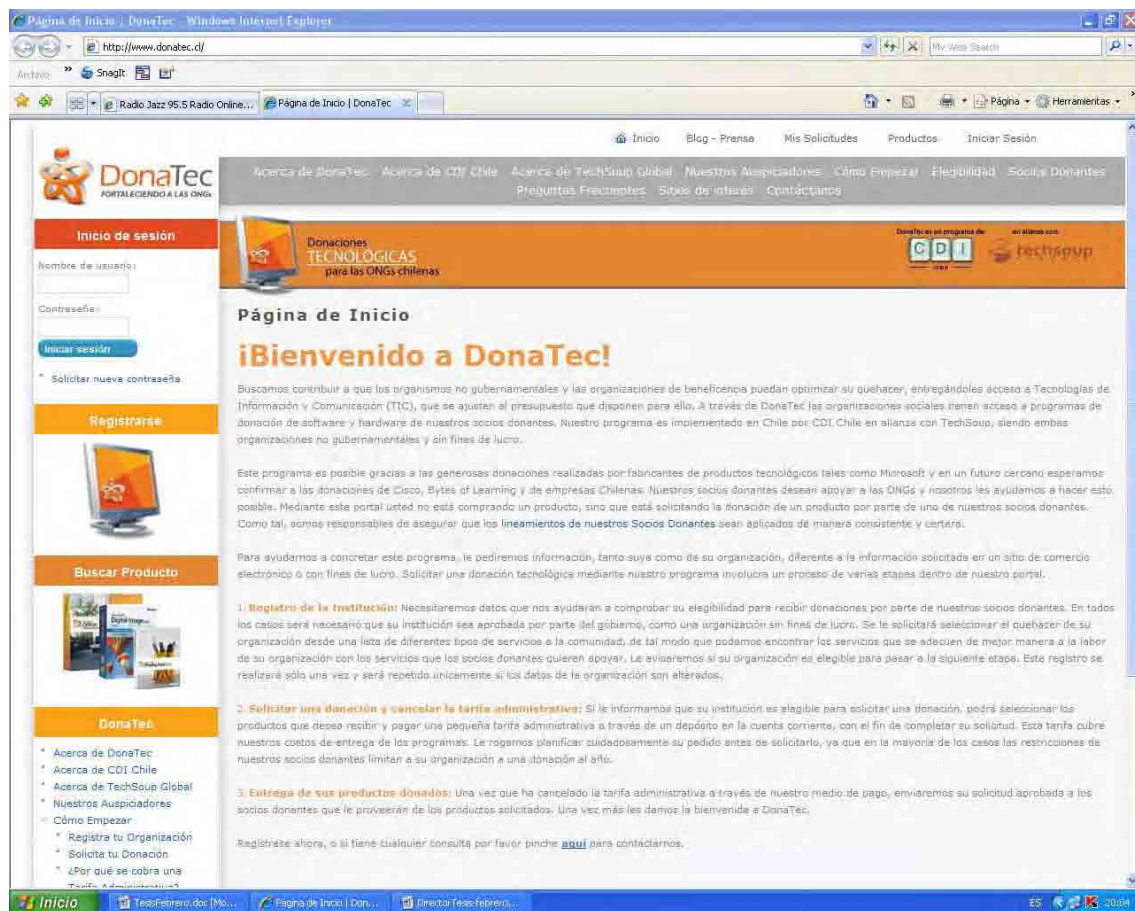 Página de Inicio | DonaTec - Windows Internet Explorer
http://www.donatec.cl/
My Web Search
Archivo
»
SnagIt
Radio Jazz 95.5 Radio Online...
Página de Inicio | DonaTec
Página
Herramientas
Inicio
Blog - Prensa
Mis Solicitudes
Productos
Iniciar Sesión
DonaTec
FORTALECIENDO A LAS ONGs
Acerca de DonaTec Acerca de CDI Chile Acerca de TechSoup Global Nuestros Auspiciadores Cómo Empezar Elegibilidad Socios Donantes
Preguntas Frecuentes Sitios de interés Contáctanos
Inicio de sesión
Nombre de usuario:
Contraseña:
Iniciar sesión
Solicitar nueva contraseña
Registrarse
Buscar Producto
DonaTec
Acerca de DonaTec
Acerca de CDI Chile
Acerca de TechSoup Global
Nuestros Auspiciadores
Cómo Empezar
Registra tu Organización
Solicita tu Donación
¿Por qué se cobra una
Tarifa Administrativa?
Donaciones
TECNOLÓGICAS
para las ONGs chilenas
DonaTec es un programa de:
CDI
CHILE
en alianza con:
techsoup
Página de Inicio
¡Bienvenido a DonaTec!
Buscamos contribuir a que los organismos no gubernamentales y las organizaciones de beneficencia puedan optimizar su quehacer, entregándoles acceso a Tecnologías de
Información y Comunicación (TIC), que se ajusten al presupuesto que disponen para ello. A través de DonaTec las organizaciones sociales tienen acceso a programas de
donación de software y hardware de nuestros socios donantes. Nuestro programa es implementado en Chile por CDI Chile en alianza con TechSoup, siendo ambas
organizaciones no gubernamentales y sin fines de lucro.
Este programa es posible gracias a las generosas donaciones realizadas por fabricantes de productos tecnológicos tales como Microsoft y en un futuro cercano esperamos
confirmar a las donaciones de Cisco, Bytes of Learning y de empresas Chilenas. Nuestros socios donantes desean apoyar a las ONGs y nosotros les ayudamos a hacer esto
posible. Mediante este portal usted no está comprando un producto, sino que está solicitando la donación de un producto por parte de uno de nuestros socios donantes.
Como tal, somos responsables de asegurar que los lineamientos de nuestros Socios Donantes sean aplicados de manera consistente y certera.
Para ayudarnos a concretar este programa, le pediremos información, tanto suya como de su organización, diferente a la información solicitada en un sitio de comercio
electrónico o con fines de lucro. Solicitar una donación tecnológica mediante nuestro programa involucra un proceso de varias etapas dentro de nuestro portal.
1. Registro de la Institución: Necesitaremos datos que nos ayudarán a comprobar su elegibilidad para recibir donaciones por parte de nuestros socios donantes. En todos
los casos será necesario que su institución sea aprobada por parte del gobierno, como una organización sin fines de lucro. Se le solicitará seleccionar el quehacer de su
organización desde una lista de diferentes tipos de servicios a la comunidad, de tal modo que podamos encontrar los servicios que se adecuen de mejor manera a la labor
de su organización con los servicios que los socios donantes quieren apoyar. Le avisaremos si su organización es elegible para pasar a la siguiente etapa. Este registro se
realizará sólo una vez y será repetido únicamente si los datos de la organización son alterados.
2. Solicitar una donación y cancelar la tarifa administrativa: Si le informamos que su institución es elegible para solicitar una donación, podrá seleccionar los
productos que desea recibir y pagar una pequeña tarifa administrativa a través de un depósito en la cuenta corriente, con el fin de completar su solicitud. Esta tarifa cubre
nuestros costos de entrega de los programas. Le rogamos planificar cuidadosamente su pedido antes de solicitarlo, ya que en la mayoría de los casos las restricciones de
nuestros socios donantes limitan a su organización a una donación al año.
3. Entrega de sus productos donados: Una vez que ha cancelado la tarifa administrativa a través de nuestro medio de pago, enviaremos su solicitud aprobada a los
socios donantes que le proveerán de los productos solicitados. Una vez más les damos la bienvenida a DonaTec.
Regístrese ahora, o si tiene cualquier consulta por favor pinche aquí para contactarnos.
Inicio
TesisFebrero.doc [Mo...
Página de Inicio | Don...
Director Tesis febrero...
ES
20:04